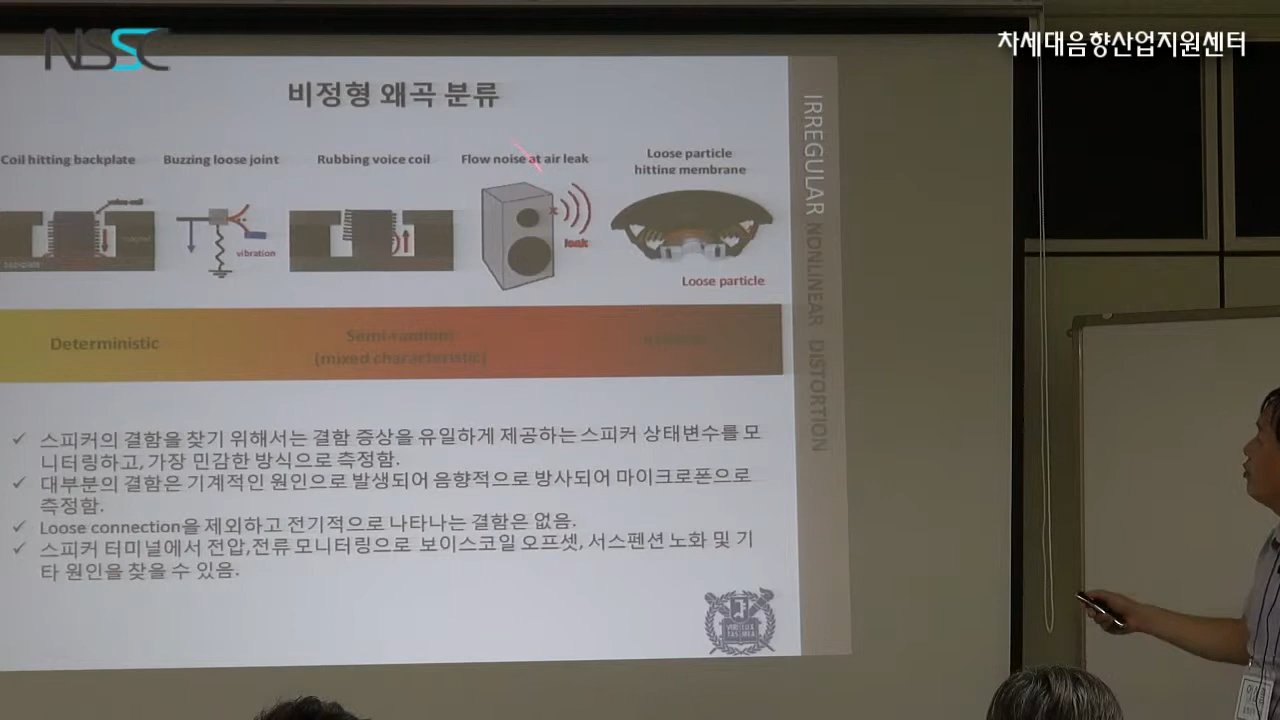 NSSC
차세대음향산업지원센터
비정형 왜곡 분류
Coil hitting backplate
Buzzing loose joint
Rubbing voice coil
Flow noise at air leak
Loose particle
hitting membrane
voice-coil
vibration
leak
Loose particle
Deterministic
Semi-random
(mixed characteristic)
IRREGULAR NONLINEAR DISTORTION
✓ 스피커의 결함을 찾기 위해서는 결함 증상을 유일하게 제공하는 스피커 상태변수를 모
니터링하고, 가장 민감한 방식으로 측정함.
✓ 대부분의 결함은 기계적인 원인으로 발생되어 음향적으로 방사되어 마이크로폰으로
측정함.
✓ Loose connection을 제외하고 전기적으로 나타나는 결함은 없음.
✓ 스피커 터미널에서 전압,전류 모니터링으로 보이스코일 오프셋, 서스펜션 노화 및 기
타 원인을 찾을 수 있음.